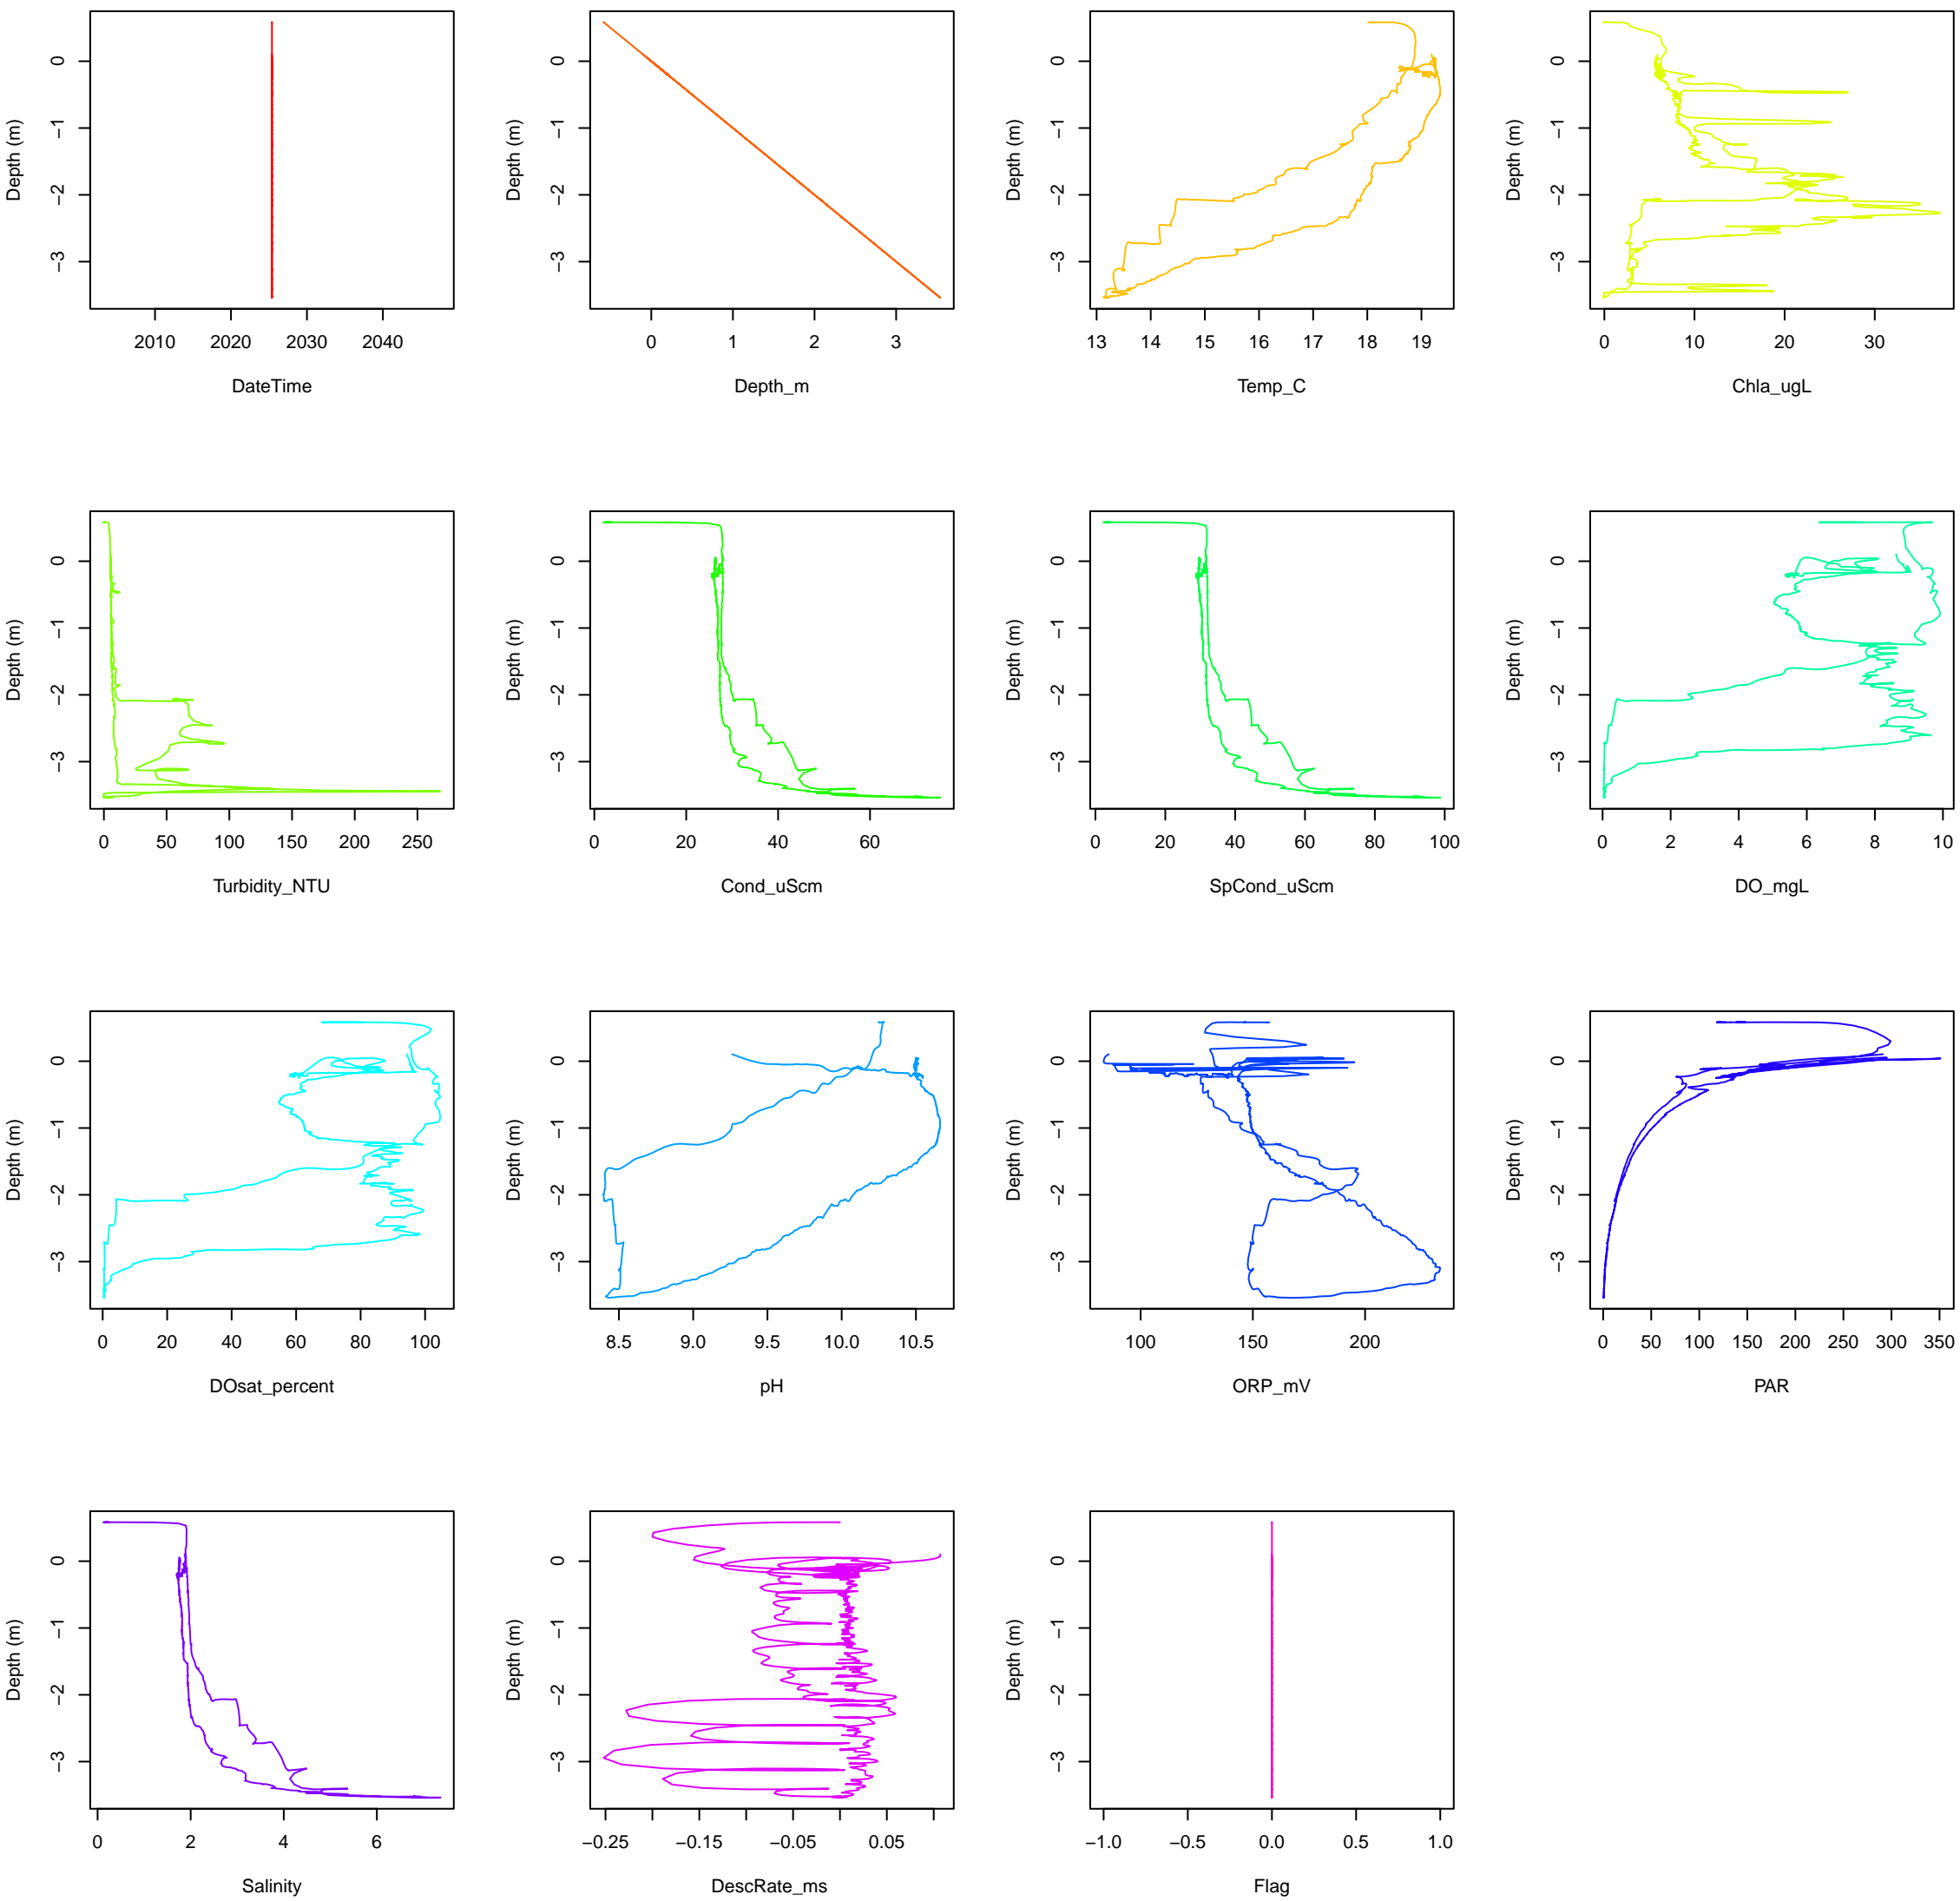 Depth (m) Depth (m) Depth (m) Depth (m)
0 0 0 0
−1 −1 −1 −1
−2 −2 −2 −2
−3 −3 −3 −3
2010 2020 2030 2040 0 1 2 3 13 14 15 16 17 18 19 0 10 20 30
DateTime Depth_m Temp_C Chla_ugL
Depth (m) Depth (m) Depth (m) Depth (m)
0 0 0 0
−1 −1 −1 −1
−2 −2 −2 −2
−3 −3 −3 −3
0 50 100 150 200 250 0 20 40 60 0 20 40 60 80 100 0 2 4 6 8 10
Turbidity_NTU Cond_uScm SpCond_uScm DO_mgL
Depth (m) Depth (m) Depth (m) Depth (m)
0 0 0 0
−1 −1 −1 −1
−2 −2 −2 −2
−3 −3 −3 −3
0 20 40 60 80 100 8.5 9.0 9.5 10.0 10.5 100 150 200 0 50 100 150 200 250 300 350
DOsat_percent pH ORP_mV PAR
Depth (m) Depth (m) Depth (m)
0 0 0
−1 −1 −1
−2 −2 −2
−3 −3 −3
0 2 4 6 −0.25 −0.15 −0.05 0.05 −1.0 −0.5 0.0 0.5 1.0
Salinity DescRate_ms Flag